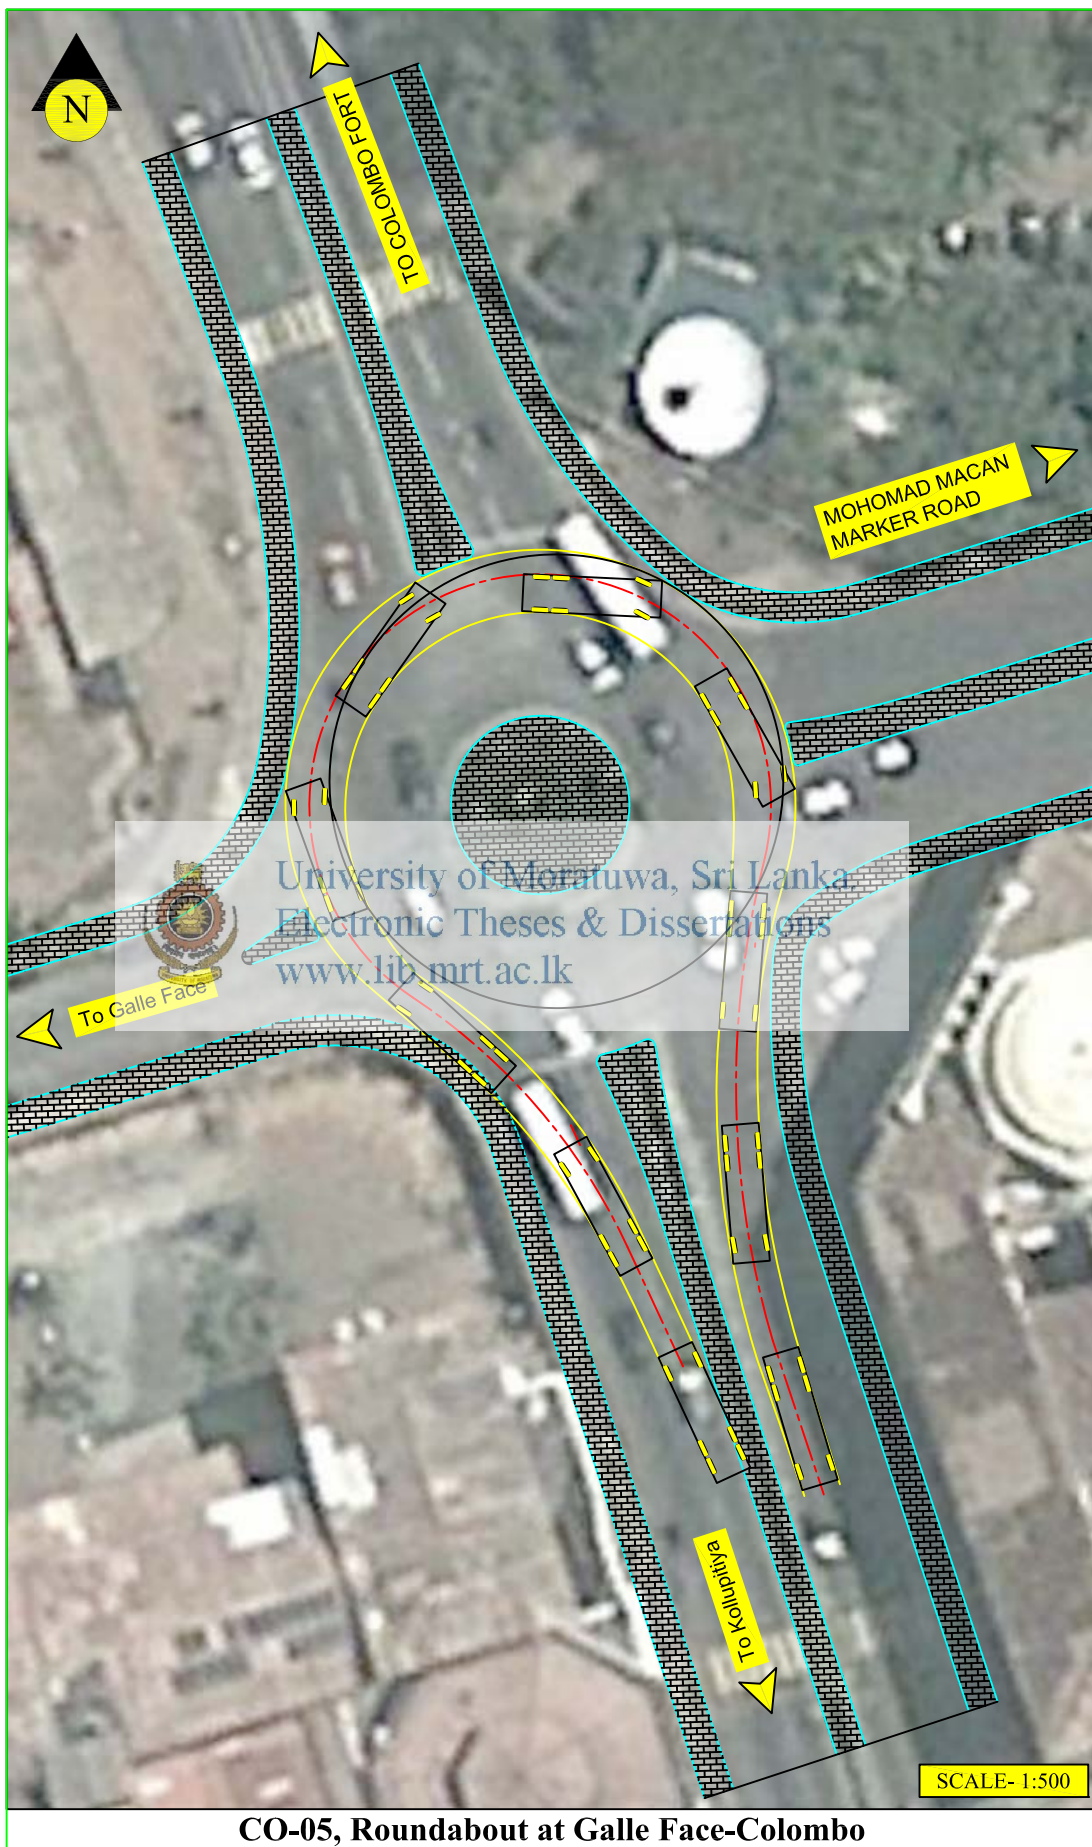 N
TO COLOMBO FORT
MOHOMAD MACAN
MARKER ROAD
University of Moratuwa, Sri Lanka.
Electronic Theses & Dissertations
www.lib.mrt.ac.lk
To Galle Face
To Kollupitiya
SCALE- 1:500
CO-05, Roundabout at Galle Face-Colombo